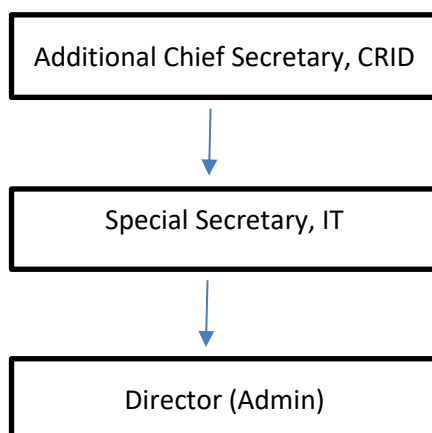 Additional Chief Secretary, CRID
Special Secretary, IT
Director (Admin)